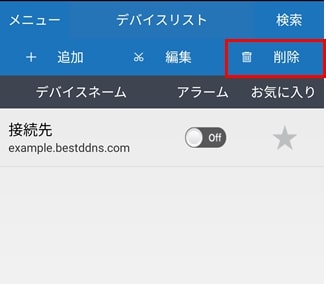 メニュー デバイスリスト 検索
追加 編集 削除
デバイスネーム アラーム お気に入り
接続先 Off
example.bestddns.com